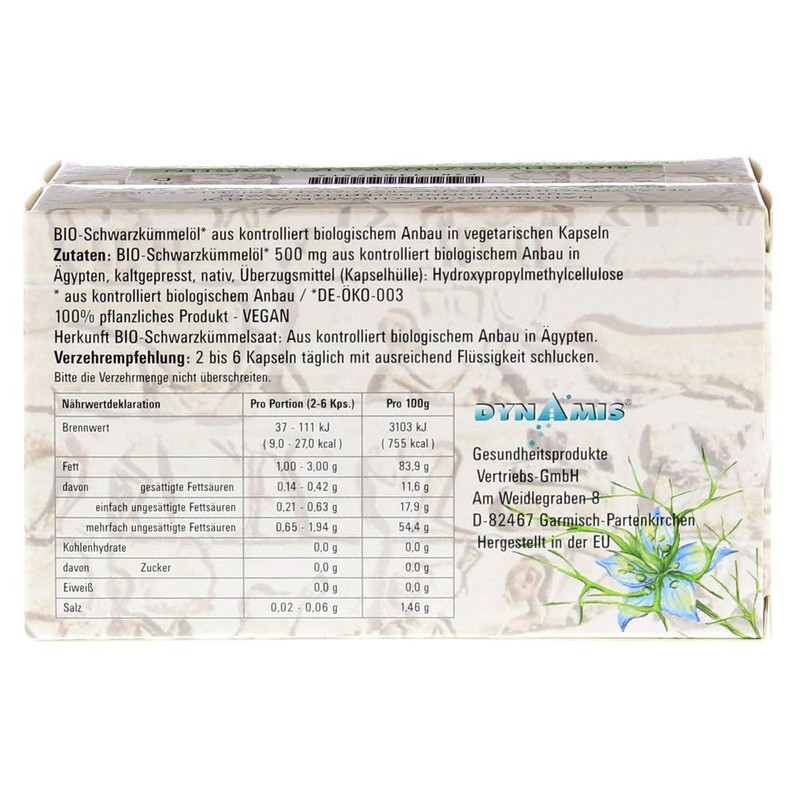 BIO-Schwarzkümmelöl* aus kontrolliert biologischem Anbau in vegetarischen Kapseln
Zutaten: BIO-Schwarzkümmelöl* 500 mg aus kontrolliert biologischem Anbau in
Ägypten, kaltgepresst, nativ, Überzugsmittel (Kapselhülle): Hydroxypropylmethylcellulose
* aus kontrolliert biologischem Anbau / *DE-ÖKO-003
100% pflanzliches Produkt - VEGAN
Herkunft BIO-Schwarzkümmelsaat: Aus kontrolliert biologischem Anbau in Ägypten.
Verzehrempfehlung: 2 bis 6 Kapseln täglich mit ausreichend Flüssigkeit schlucken.
Bitte die Verzehrmenge nicht überschreiten.
Nährwertdeklaration Pro Portion (2-6 Kps.) Pro 100g
Brennwert 37 - 111 kJ 3103 kJ
(9,0 - 27,0 kcal) (755 kcal)
Fett 1,00 - 3,00 g 83,9 g
davon gesättigte Fettsäuren 0,14 - 0,42 g 11,6 g
einfach ungesättigte Fettsäuren 0,21 - 0,63 g 17,9 g
mehrfach ungesättigte Fettsäuren 0,65 - 1,94 g 54,4 g
Kohlenhydrate 0,0 g 0,0 g
davon Zucker 0,0 g 0,0 g
Eiweiß 0,0 g 0,0 g
Salz 0,02 - 0,06 g 1,46 g
DYNAMIS®
Gesundheitsprodukte
Vertriebs-GmbH
Am Weidlegraben 8
D-82467 Garmisch-Partenkirchen
Hergestellt in der EU